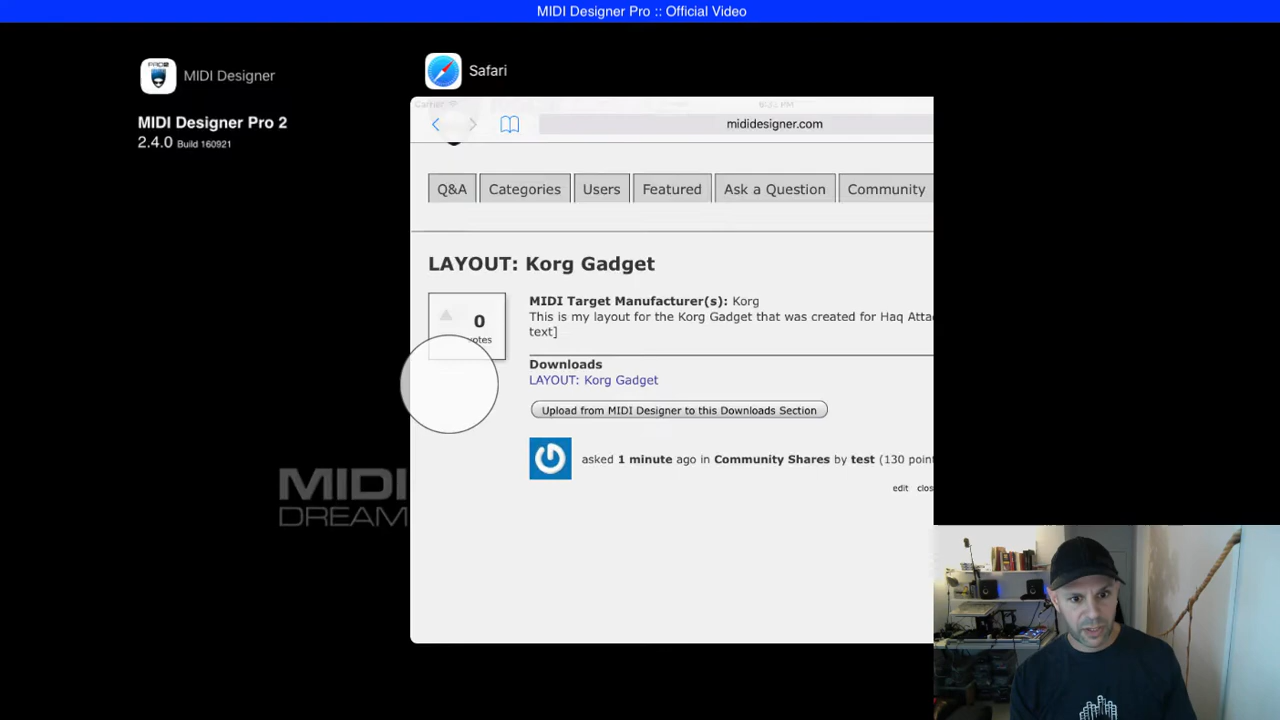 MIDI Designer Pro :: Official Video
MIDI Designer
Safari
MIDI Designer Pro 2
2.4.0 Build 160921
mididesigner.com
Q&A
Categories
Users
Featured
Ask a Question
Community
LAYOUT: Korg Gadget
0
MIDI Target Manufacturer(s): Korg
This is my layout for the Korg Gadget that was created for Haq Atta
text]
Downloads
LAYOUT: Korg Gadget
Upload from MIDI Designer to this Downloads Section
asked 1 minute ago in Community Shares by test (130 point
edit clos
MIDI
DREAM